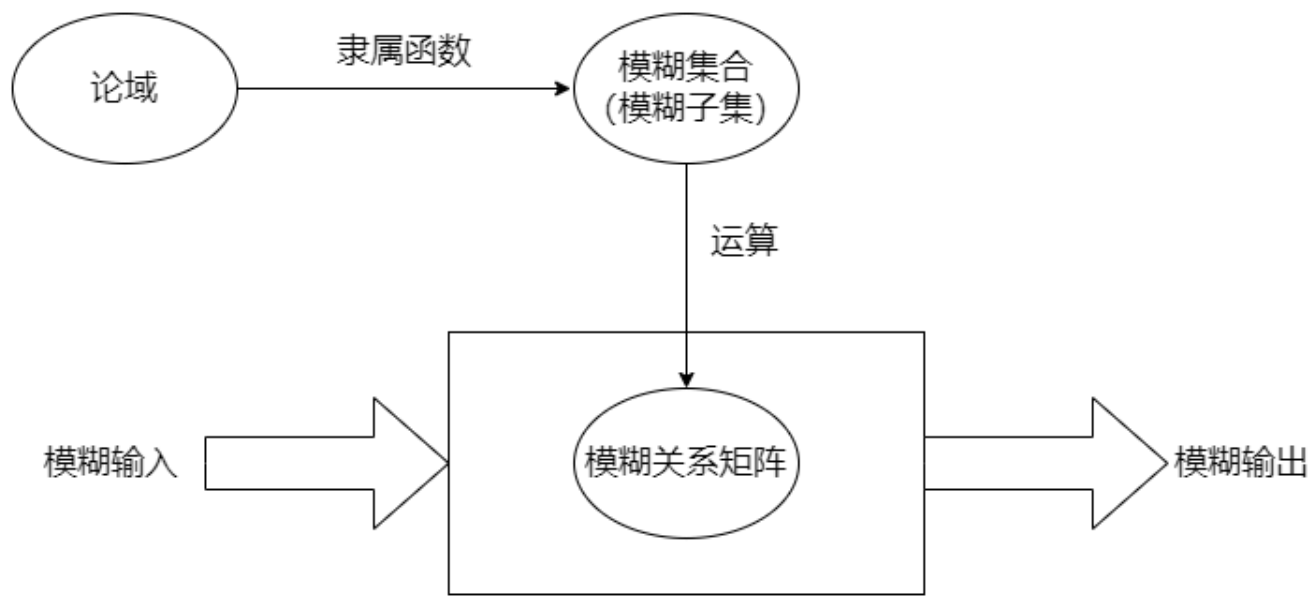 论域
隶属函数
模糊集合
（模糊子集）
运算
模糊输入
模糊关系矩阵
模糊输出